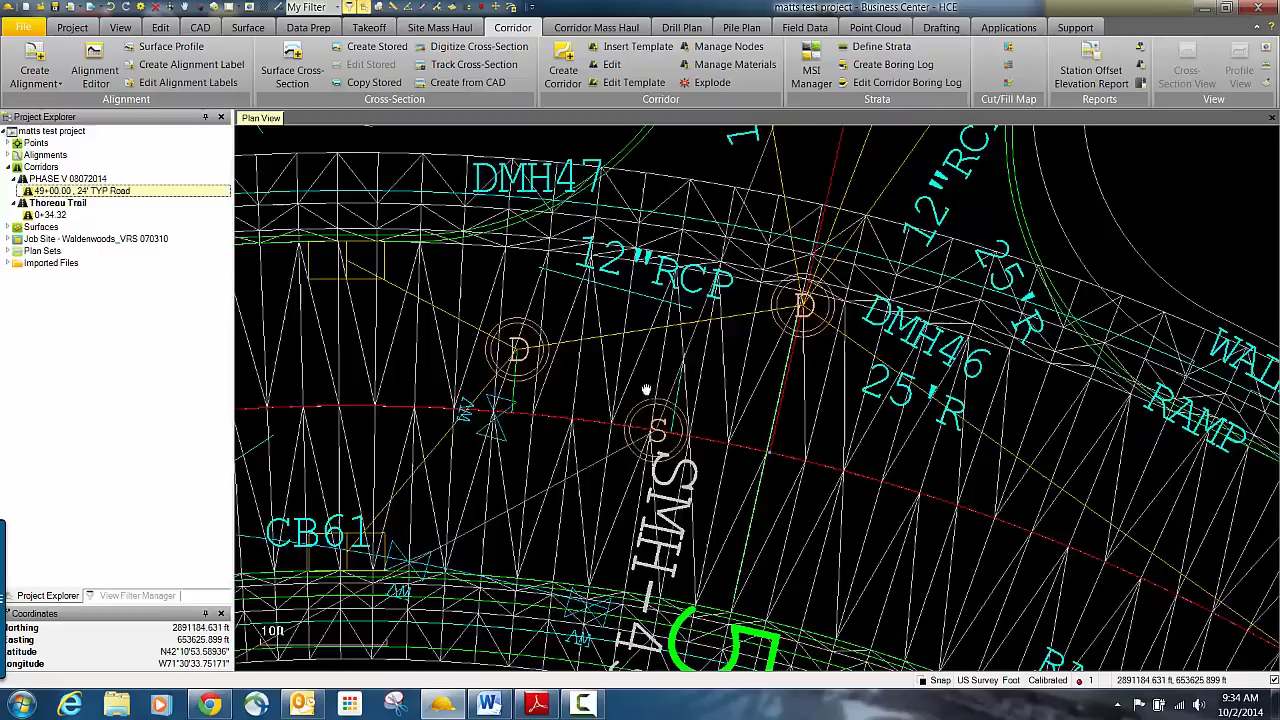 My Filter
matts test project - Business Center - HCE
File Project View Edit CAD Surface Data Prep Takeoff Site Mass Haul Corridor Corridor Mass Haul Drill Plan Pile Plan Field Data Point Cloud Drafting Applications Support
Create Alignment
Alignment Editor
Surface Profile
Create Alignment Label
Edit Alignment Labels
Alignment
Surface Cross-Section
Create Stored
Edit Stored
Copy Stored
Digitize Cross-Section
Track Cross-Section
Create from CAD
Cross-Section
Create Corridor
Insert Template
Edit
Edit Template
Manage Nodes
Manage Materials
Explode
Corridor
MSI Manager
Define Strata
Create Boring Log
Edit Corridor Boring Log
Strata
Cut/Fill Map
Station Offset Elevation Report
Reports
Cross-Section View
Profile View
View
Project Explorer
Plan View
matts test project
Points
Alignments
Corridors
PHASE V 08072014
49+00.00 , 24' TYP Road
Thoreau Trail
0+34.32
Surfaces
Job Site - Waldenwoods_VRS 070310
Plan Sets
Imported Files
DMH47
12"RC
12"RCP
25'R
D
D
DMH46
25'R
WAL
RAMP
S
SMH-4
CB61
WV
WV
WV
10ft
RA
Project Explorer View Filter Manager
Coordinates
Northing 2891184.631 ft
Easting 653625.899 ft
Latitude N42°10'53.58936"
Longitude W71°30'33.75171"
Snap US Survey Foot Calibrated 1 2891184.631 ft, 653625.899 ft
9:34 AM
10/2/2014